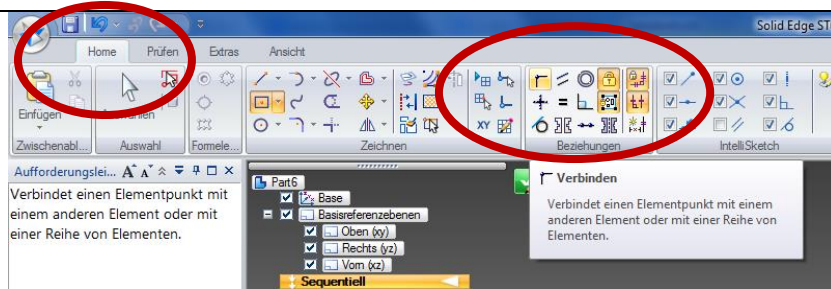 Solid Edge ST
Home Prüfen Extras Ansicht
Einfügen
Auswählen
XY
Zwischenabl... Auswahl Formele... Zeichnen Beziehungen IntelliSketch
Aufforderungslei... A A
Verbindet einen Elementpunkt mit
einem anderen Element oder mit
einer Reihe von Elementen.
Part6
Base
Basisreferenzebenen
Oben (xy)
Rechts (yz)
Vorn (xz)
Sequentiell
Verbinden
Verbindet einen Elementpunkt mit einem
anderen Element oder mit einer Reihe von
Elementen.